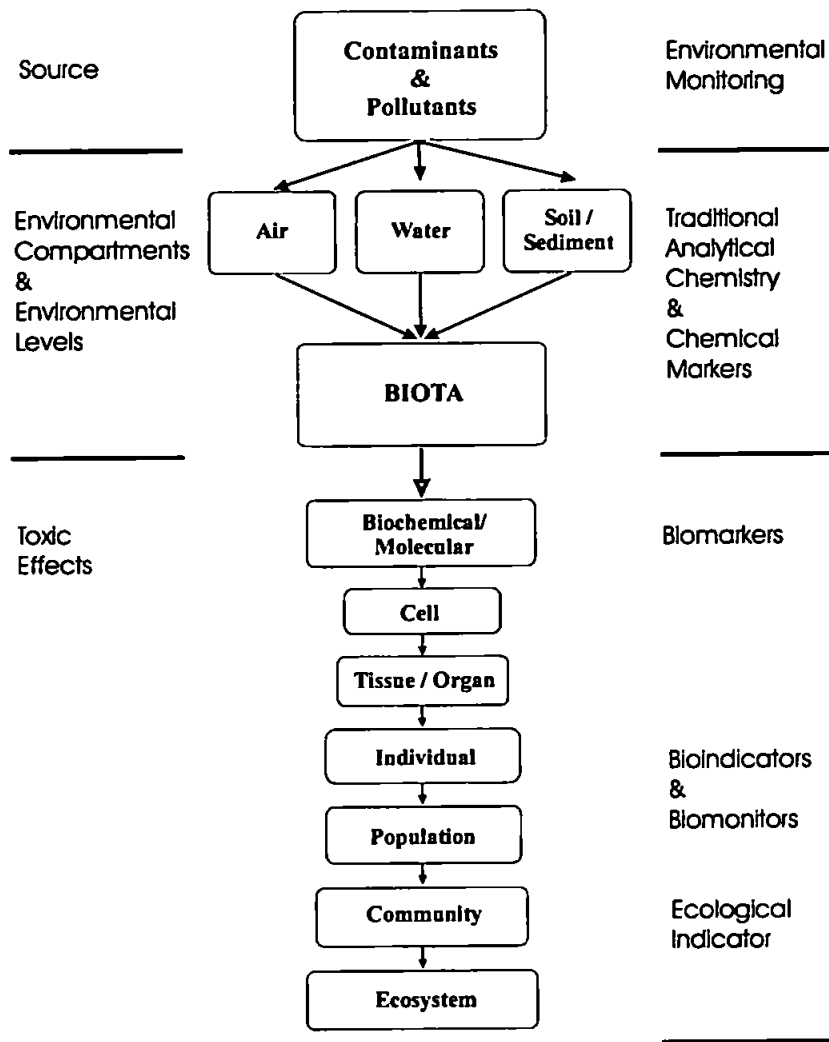 Source
Contaminants
&
Pollutants
Environmental
Monitoring
Environmental
Compartments
&
Environmental
Levels
Air
Water
Soil /
Sediment
Traditional
Analytical
Chemistry
&
Chemical
Markers
BIOTA
Toxic
Effects
Biochemical/
Molecular
Biomarkers
Cell
Tissue / Organ
Individual
Bioindicators
&
Biomonitors
Population
Community
Ecological
Indicator
Ecosystem